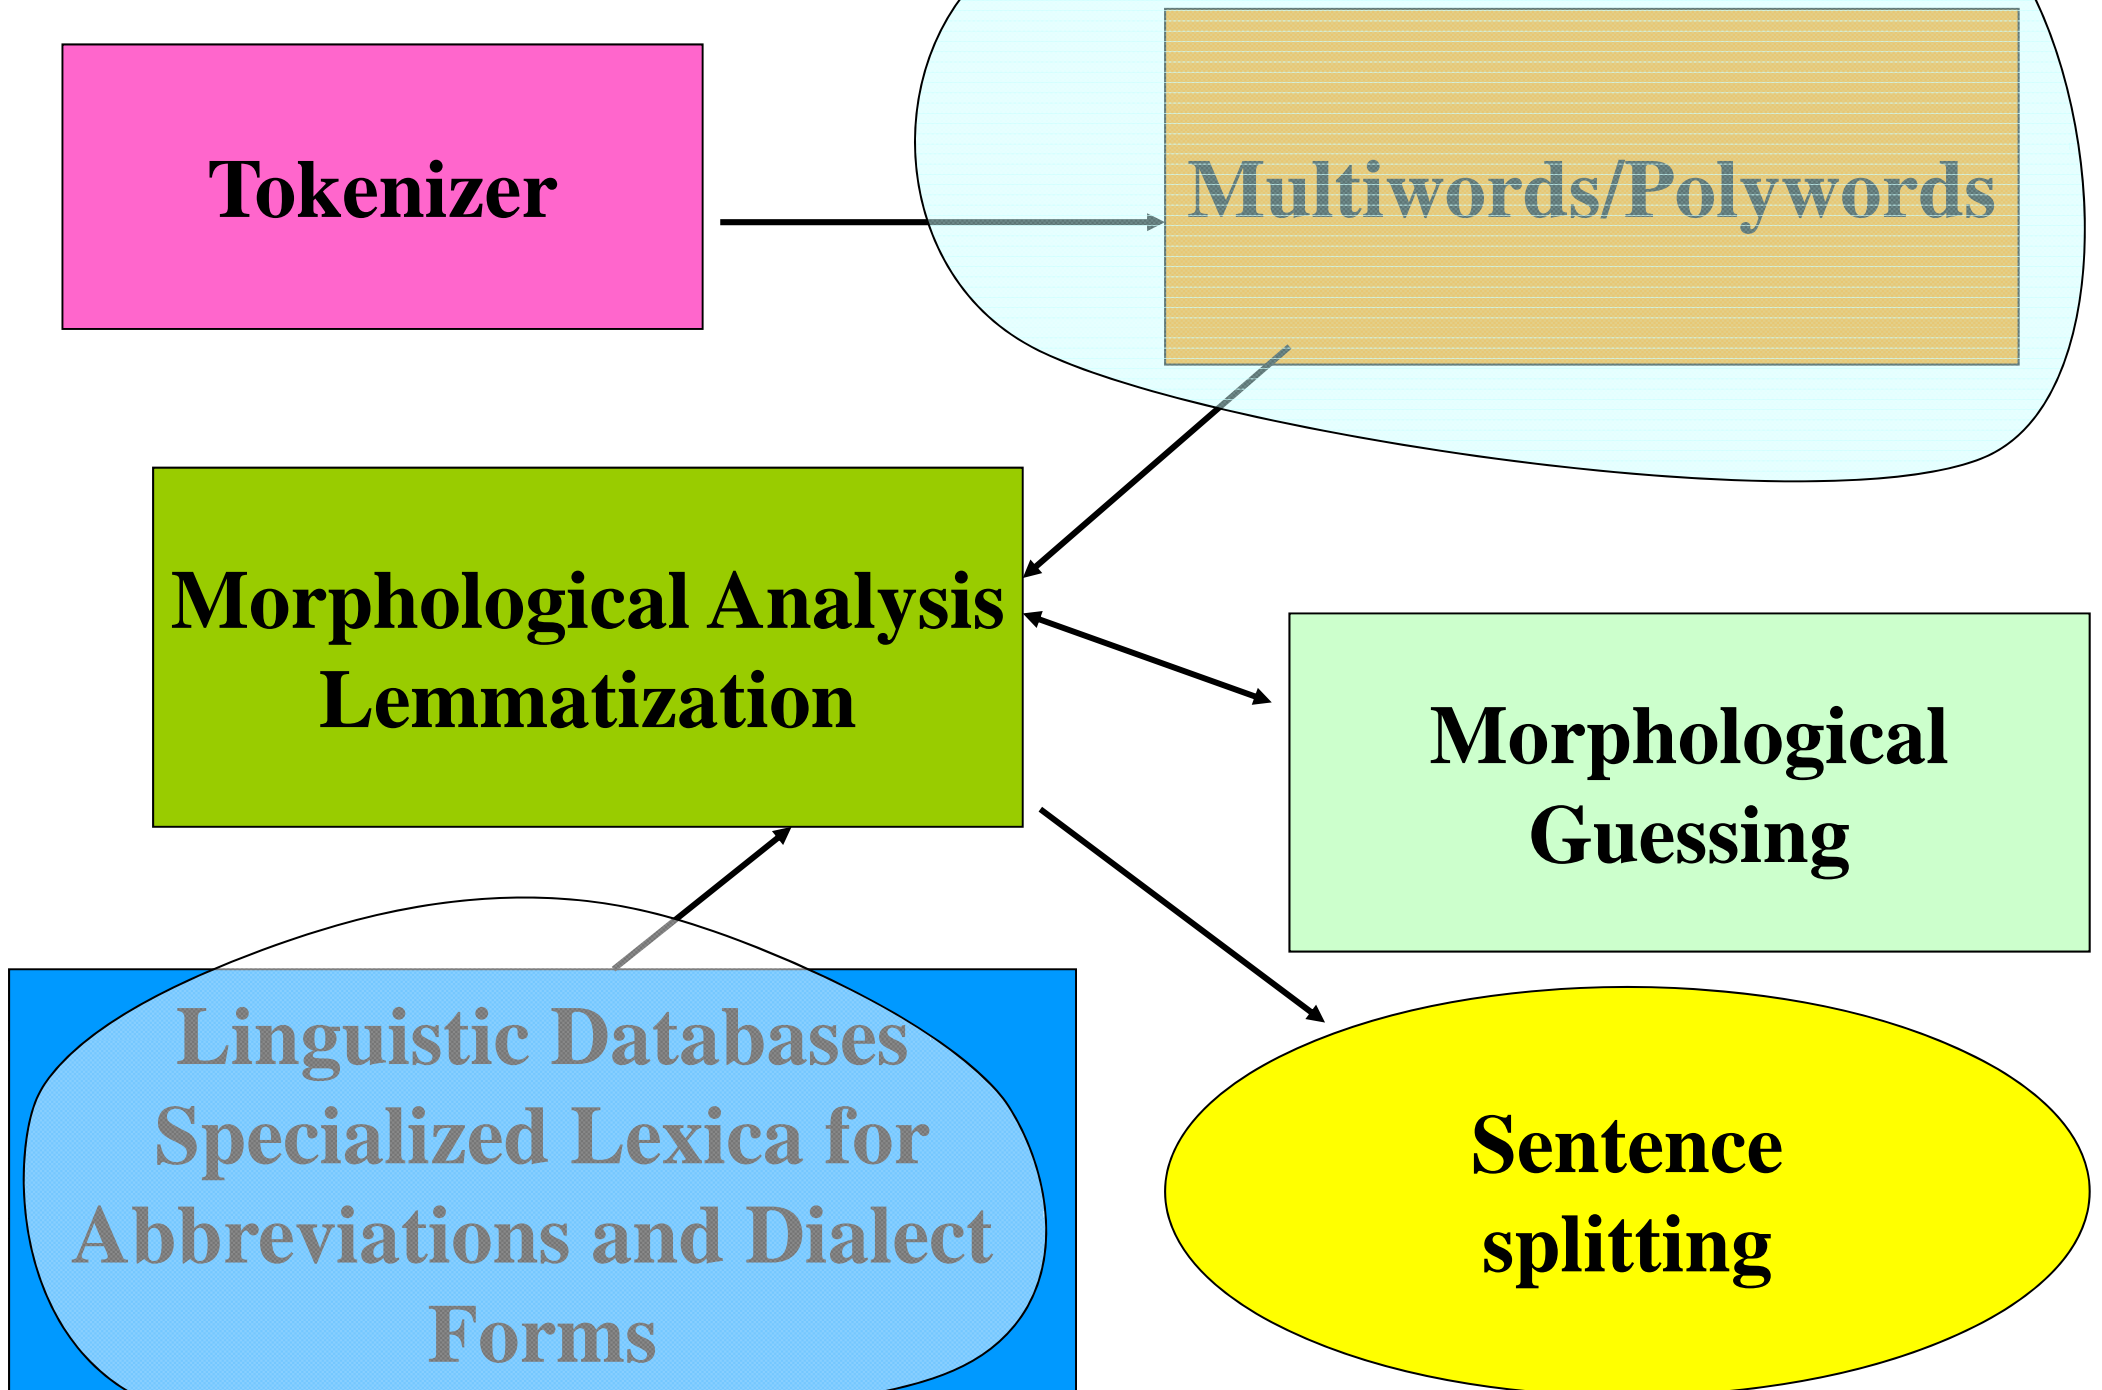 Tokenizer
Multiwords/Polywords
Morphological Analysis
Lemmatization
Morphological
Guessing
Linguistic Databases
Specialized Lexica for
Abbreviations and Dialect
Forms
Sentence
splitting